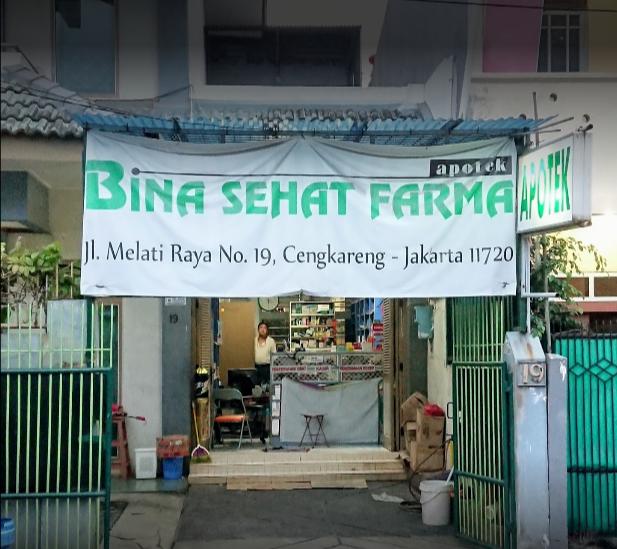 apotek
BINA SEHAT FARMA
Jl. Melati Raya No. 19, Cengkareng - Jakarta 11720
APOTEK
19
19